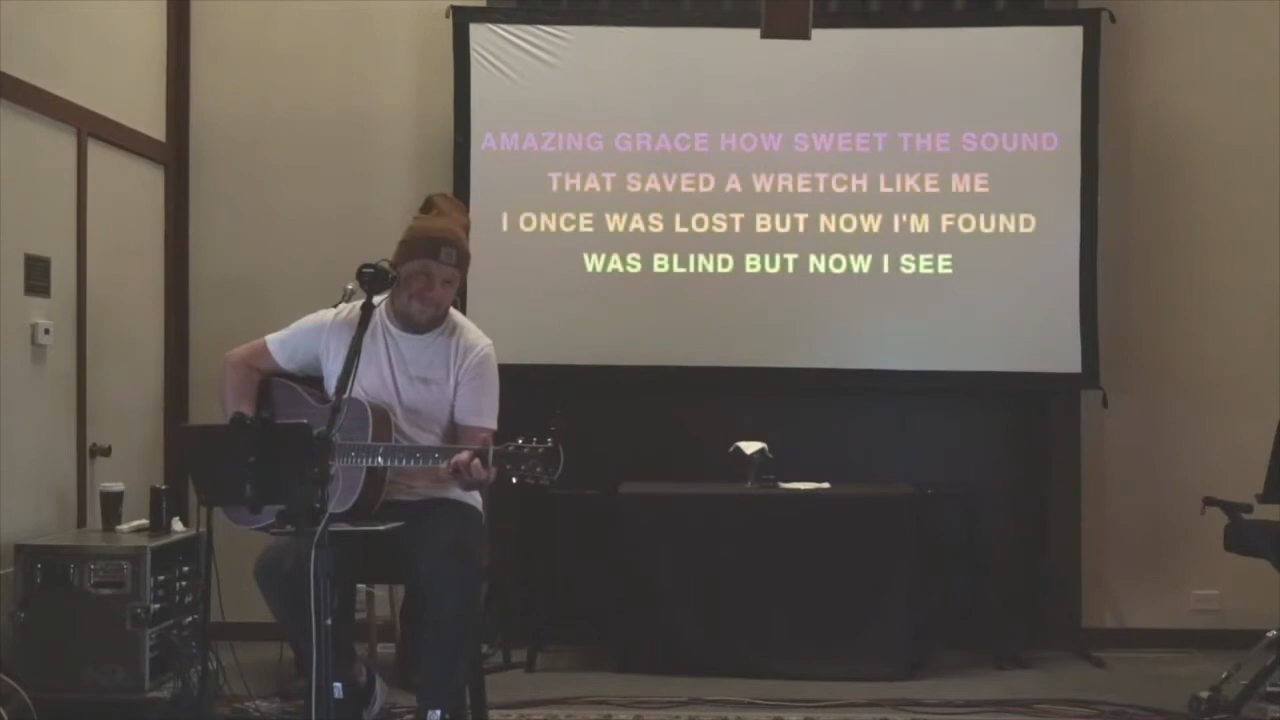 AMAZING GRACE HOW SWEET THE SOUND
THAT SAVED A WRETCH LIKE ME
I ONCE WAS LOST BUT NOW I'M FOUND
WAS BLIND BUT NOW I SEE